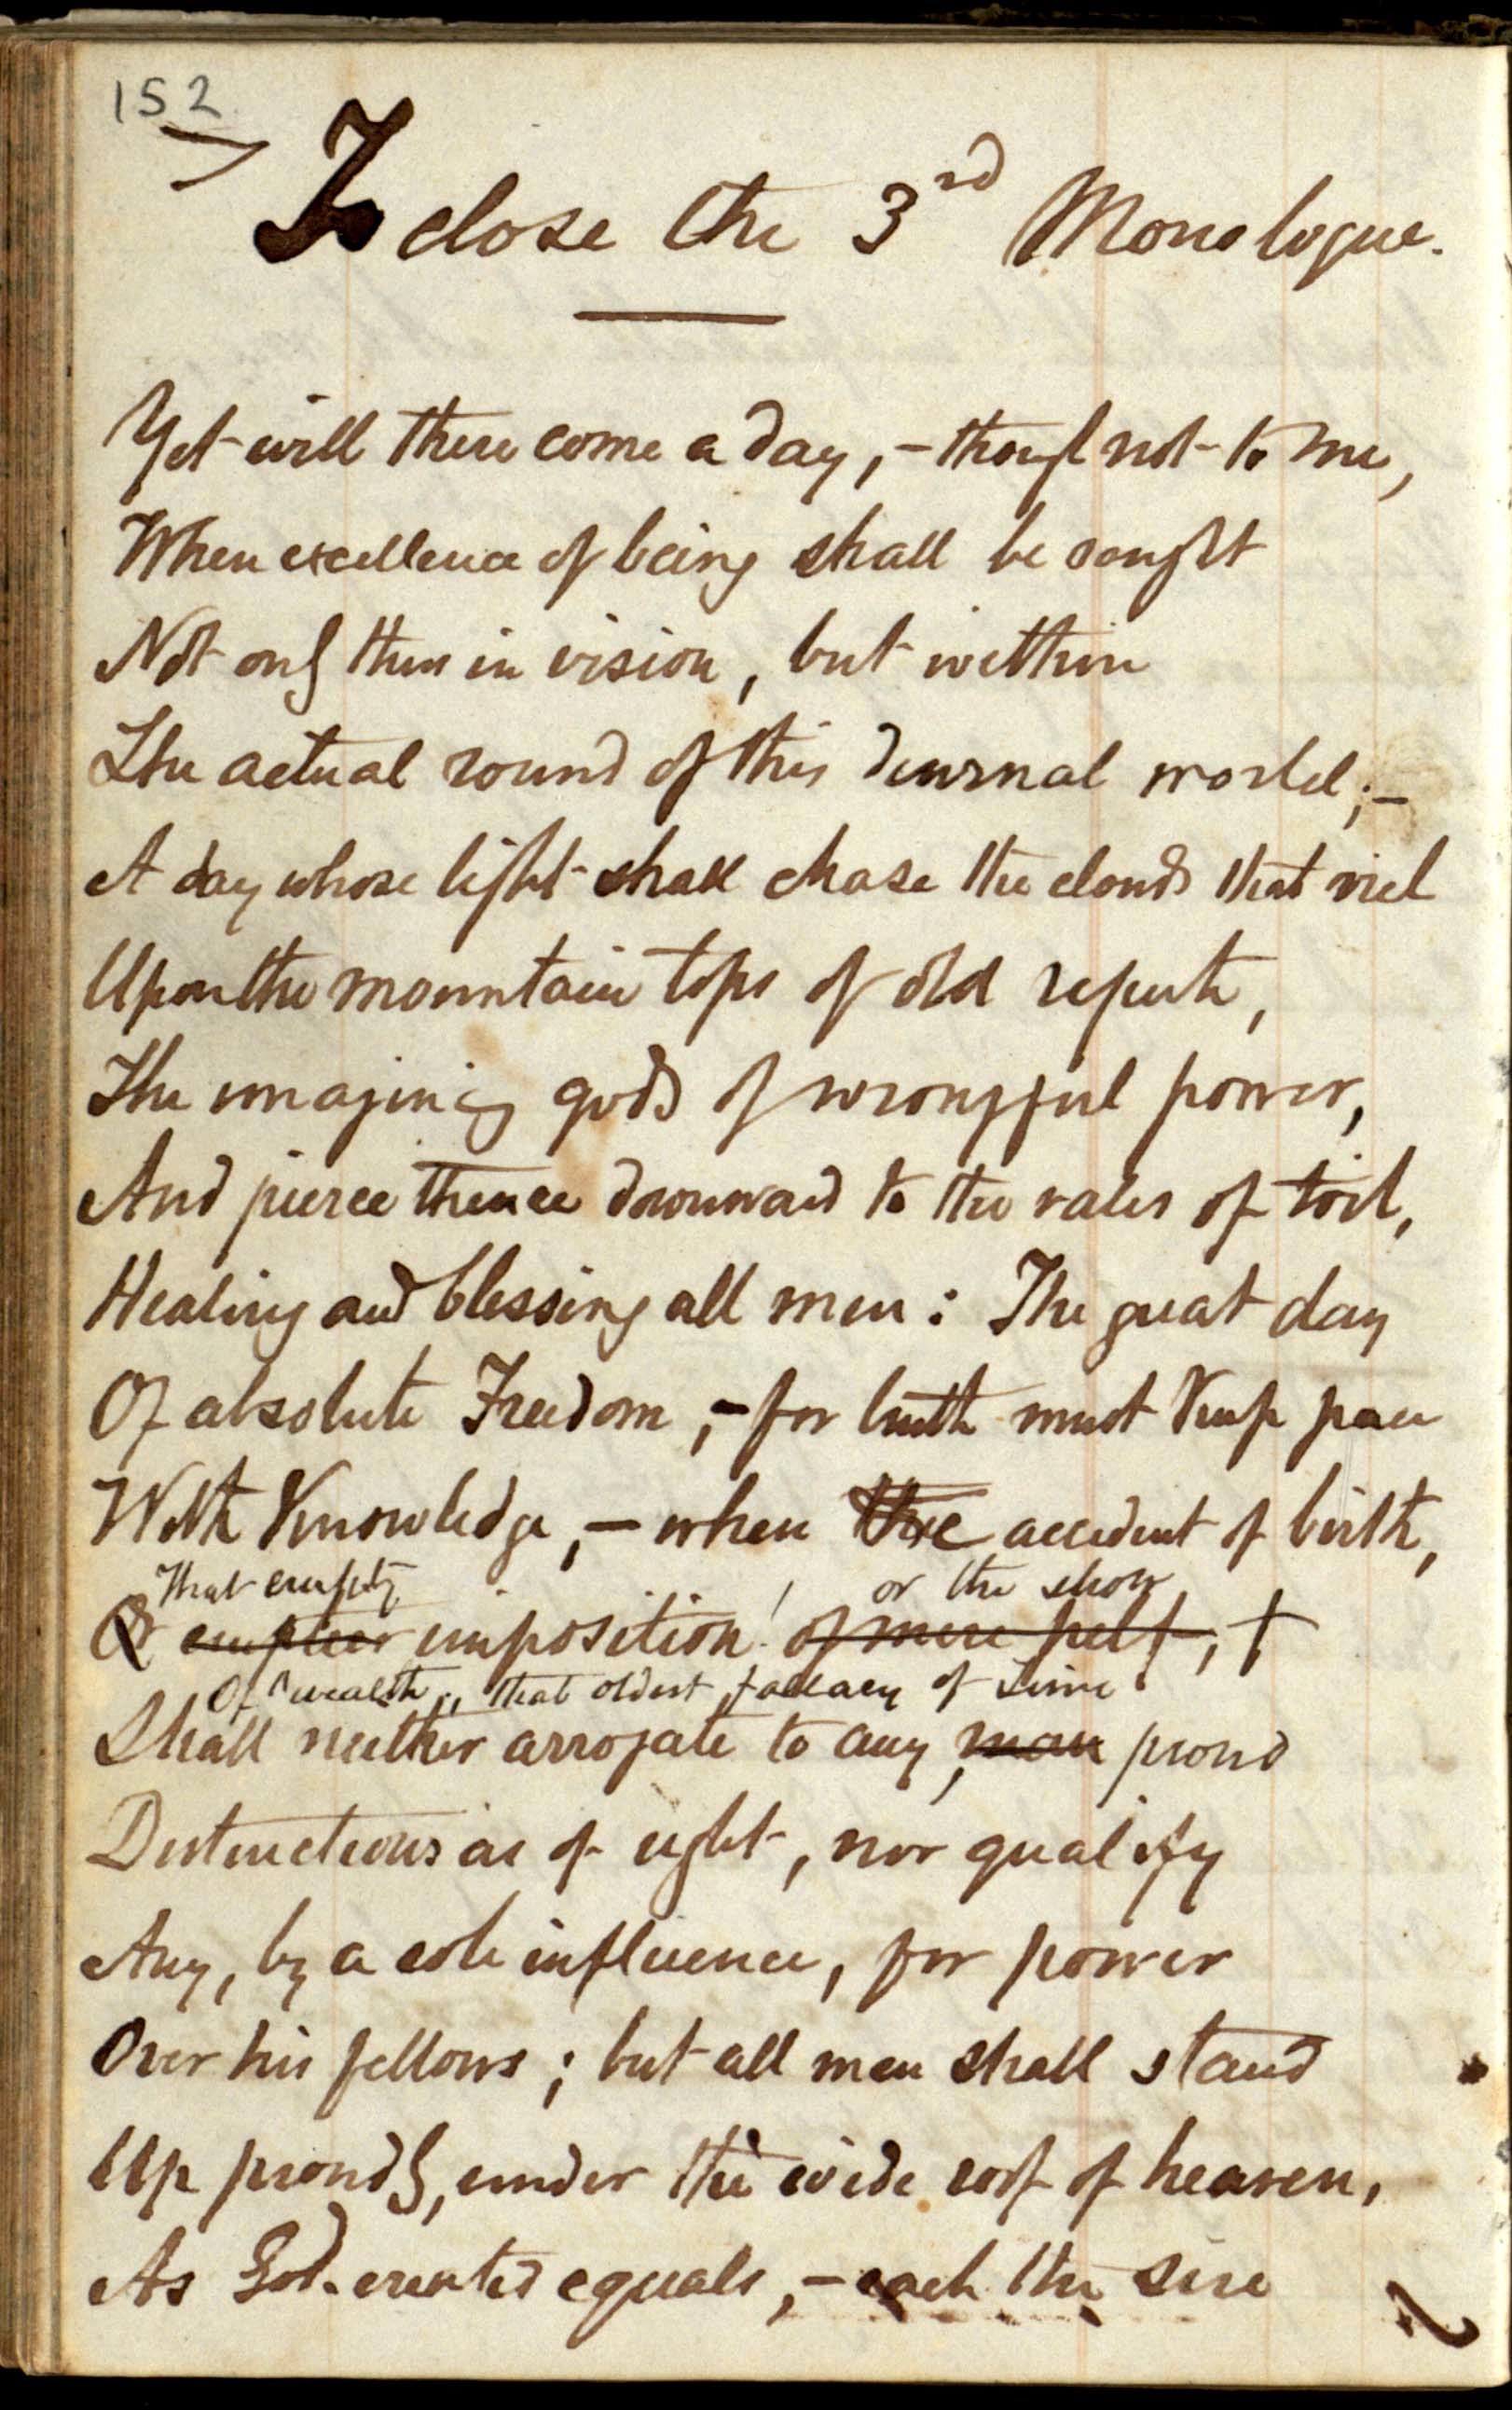 152
To close the 3rd Monologue.
Yet will there come a day, – though not to me,
When excellence of being shall be sought
Not only thus in vision, but within
The actual round of this diurnal world; –
A day whose light shall chase the clouds that
Upon the mountain tops of old repute,
The imaging gods of wrongful power,
And pierce thence downward to the vales of toil,
Healing and blessing all men: The great day
Of absolute Freedom, – for truth must keep pace
With Knowledge, – when the accident of birth,
That empty or the show
Or emptier imposition! of mere pelf, +
Of wealth, that oldest fallacy of Time
Shall neither arrogate to any, man proud
Distinctions as of right, nor qualify
Any, by a sole influence, for power
Over his fellows; but all men shall stand
Up proudly, under the wide roof of heaven,
As God-created equals, – each the sire